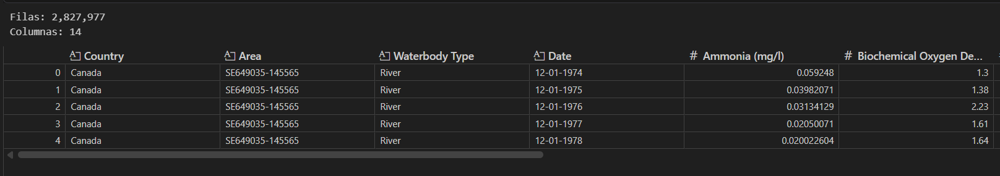 Filas: 2,827,977
Columnas: 14
Country Area Waterbody Type Date # Ammonia (mg/l) # Biochemical Oxygen De...
0 Canada SE649035-145565 River 12-01-1974 0.059248 1.3
1 Canada SE649035-145565 River 12-01-1975 0.03982071 1.38
2 Canada SE649035-145565 River 12-01-1976 0.03134129 2.23
3 Canada SE649035-145565 River 12-01-1977 0.02050071 1.61
4 Canada SE649035-145565 River 12-01-1978 0.020022604 1.64